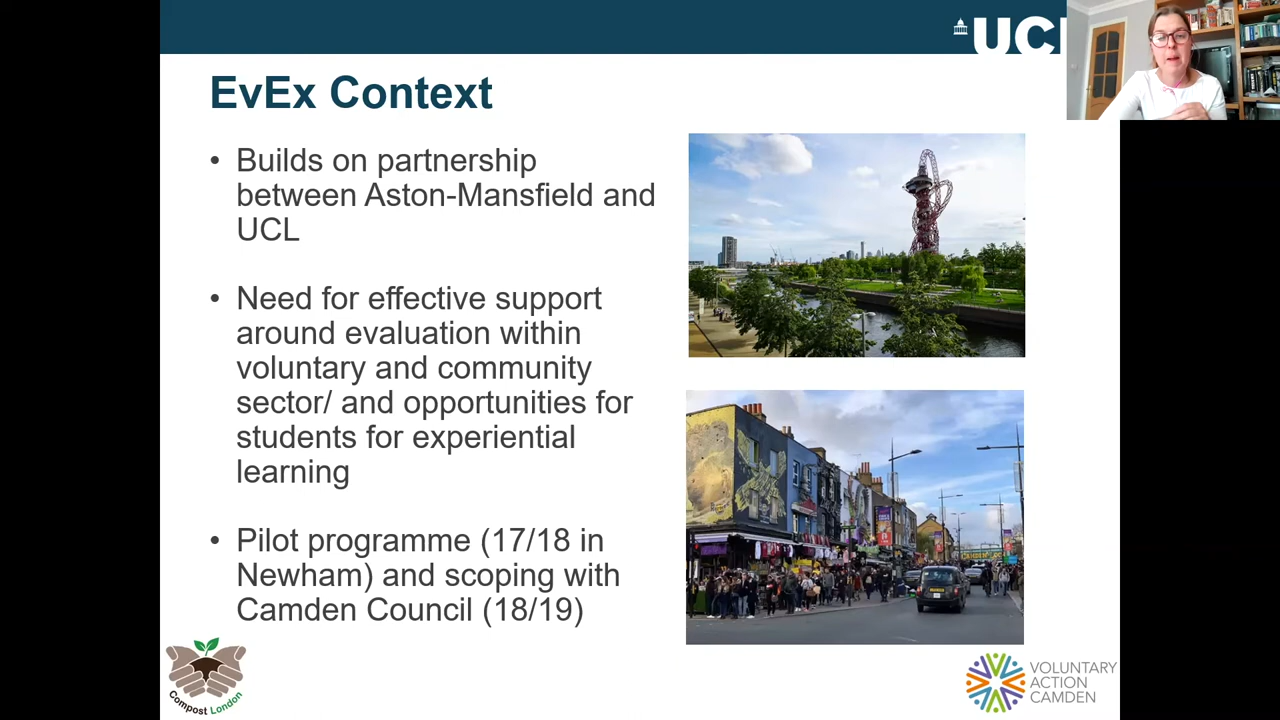 UCL
EvEx Context
• Builds on partnership
between Aston-Mansfield and
UCL
• Need for effective support
around evaluation within
voluntary and community
sector/ and opportunities for
students for experiential
learning
• Pilot programme (17/18 in
Newham) and scoping with
Camden Council (18/19)
Compost London
VOLUNTARY
ACTION
CAMDEN